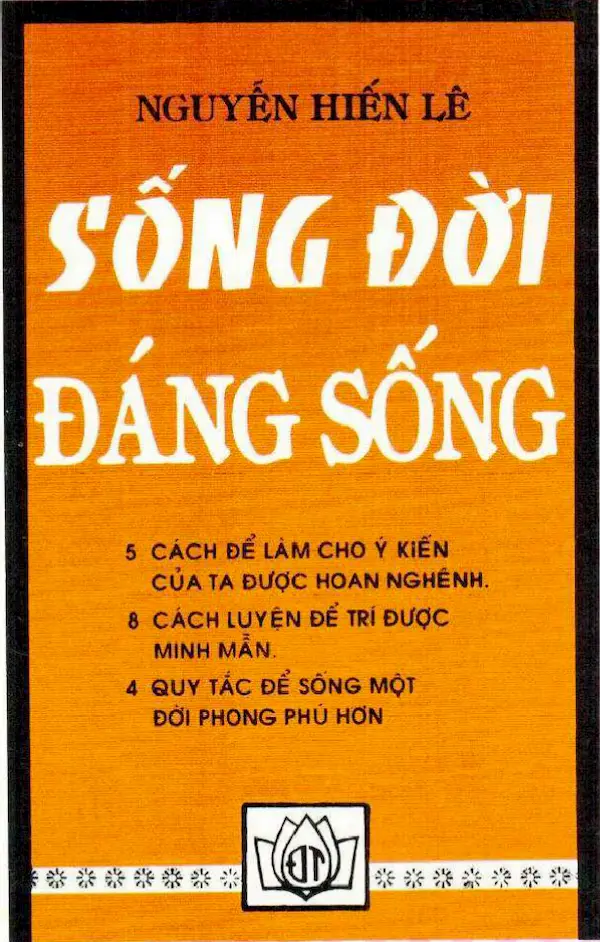 NGUYỄN HIẾN LÊ
SỐNG ĐỜI
ĐÁNG SỐNG
5 CÁCH ĐỂ LÀM CHO Ý KIẾN
CỦA TA ĐƯỢC HOAN NGHÊNH.
8 CÁCH LUYỆN ĐỂ TRÍ ĐƯỢC
MINH MẪN.
4 QUY TẮC ĐỂ SỐNG MỘT
ĐỜI PHONG PHÚ HƠN
ĐT